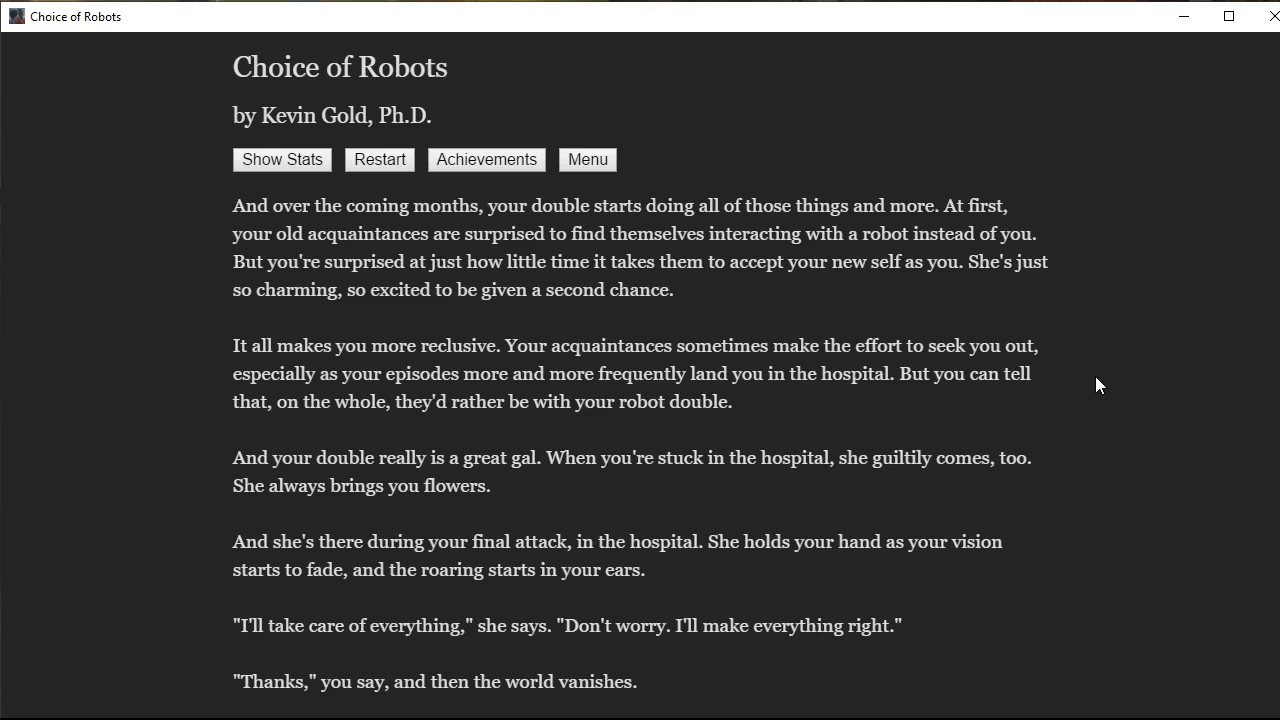 Choice of Robots
Choice of Robots
by Kevin Gold, Ph.D.
Show Stats Restart Achievements Menu
And over the coming months, your double starts doing all of those things and more. At first,
your old acquaintances are surprised to find themselves interacting with a robot instead of you.
But you're surprised at just how little time it takes them to accept your new self as you. She's just
so charming, so excited to be given a second chance.
It all makes you more reclusive. Your acquaintances sometimes make the effort to seek you out,
especially as your episodes more and more frequently land you in the hospital. But you can tell
that, on the whole, they'd rather be with your robot double.
And your double really is a great gal. When you're stuck in the hospital, she guiltily comes, too.
She always brings you flowers.
And she's there during your final attack, in the hospital. She holds your hand as your vision
starts to fade, and the roaring starts in your ears.
"I'll take care of everything," she says. "Don't worry. I'll make everything right."
"Thanks," you say, and then the world vanishes.